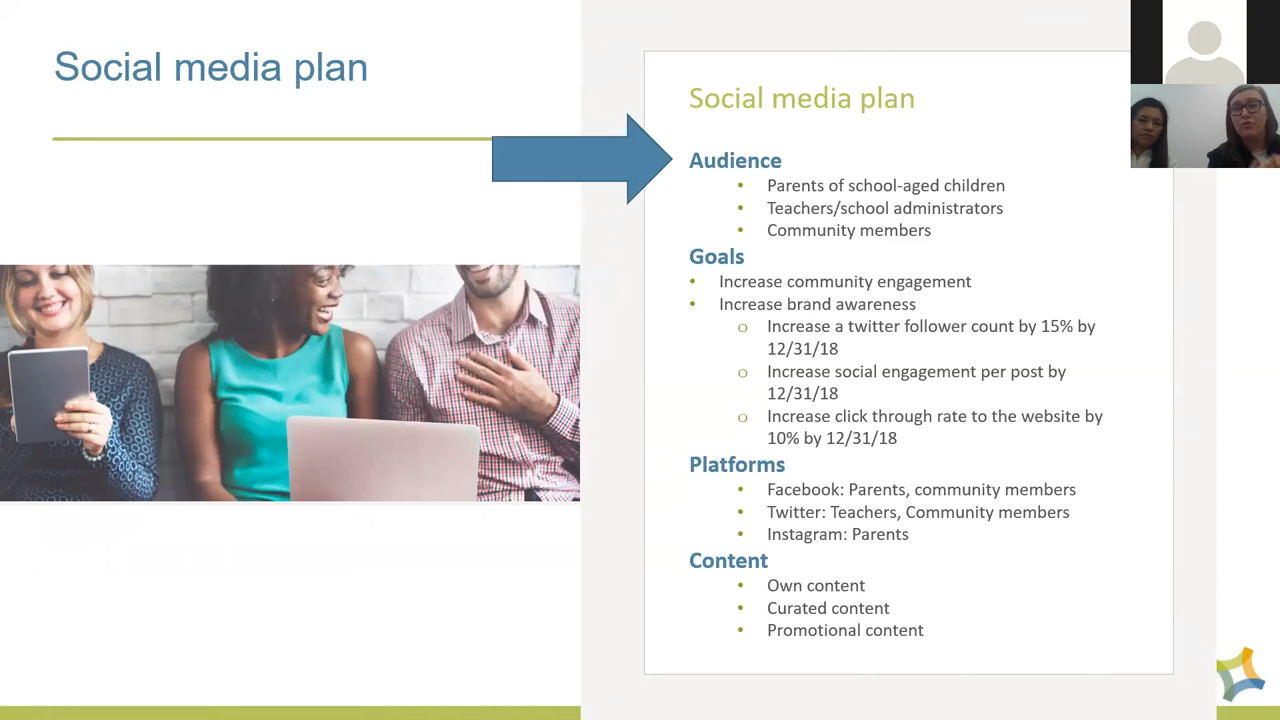 Social media plan
Social media plan
Audience
• Parents of school-aged children
• Teachers/school administrators
• Community members
Goals
• Increase community engagement
• Increase brand awareness
o Increase a twitter follower count by 15% by
12/31/18
o Increase social engagement per post by
12/31/18
o Increase click through rate to the website by
10% by 12/31/18
Platforms
• Facebook: Parents, community members
• Twitter: Teachers, Community members
• Instagram: Parents
Content
• Own content
• Curated content
• Promotional content